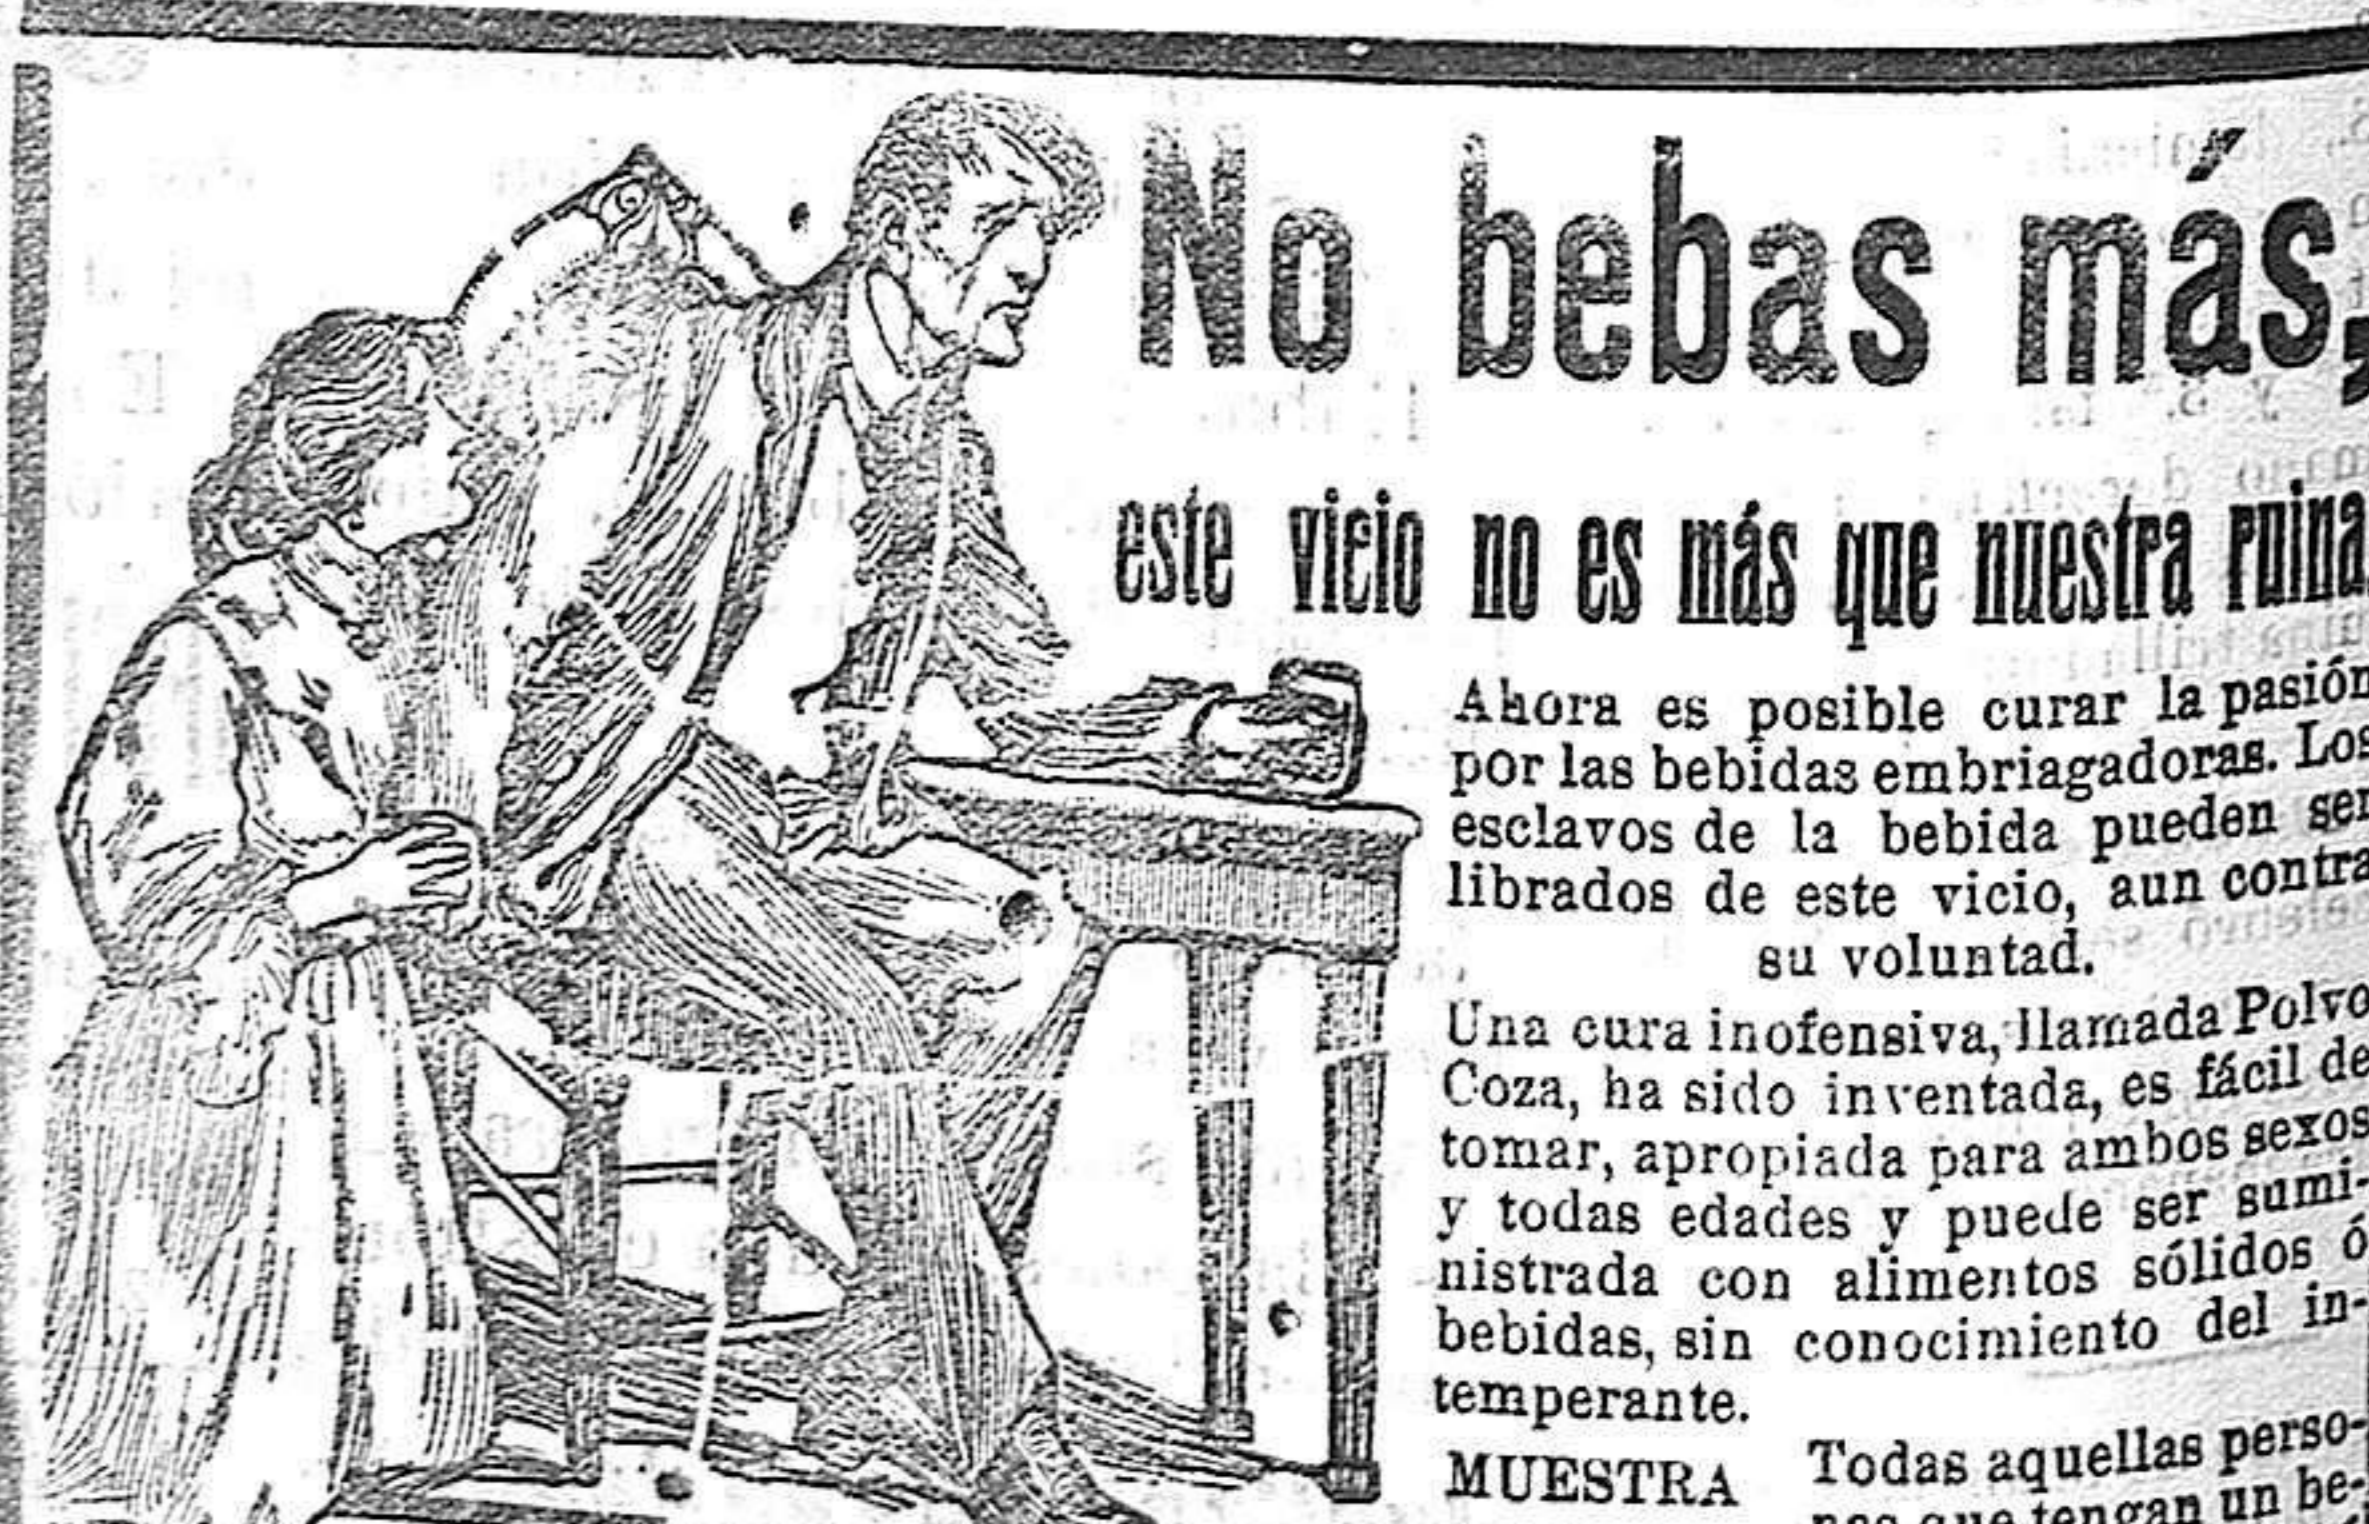 No bebas más,
este vicio no es más que nuestra ruina
Ahora es posible curar la pasión
por las bebidas embriagadoras. Los
esclavos de la bebida pueden ser
librados de este vicio, aun contra
su voluntad.
Una cura inofensiva, llamada Polvo
Coza, ha sido inventada, es fácil de
tomar, apropiada para ambos sexos
y todas edades y puede ser sumi-
nistrada con alimentos sólidos ó
bebidas, sin conocimiento del in-
temperante.
MUESTRA
Todas aquellas perso-
nas que tengan un be-